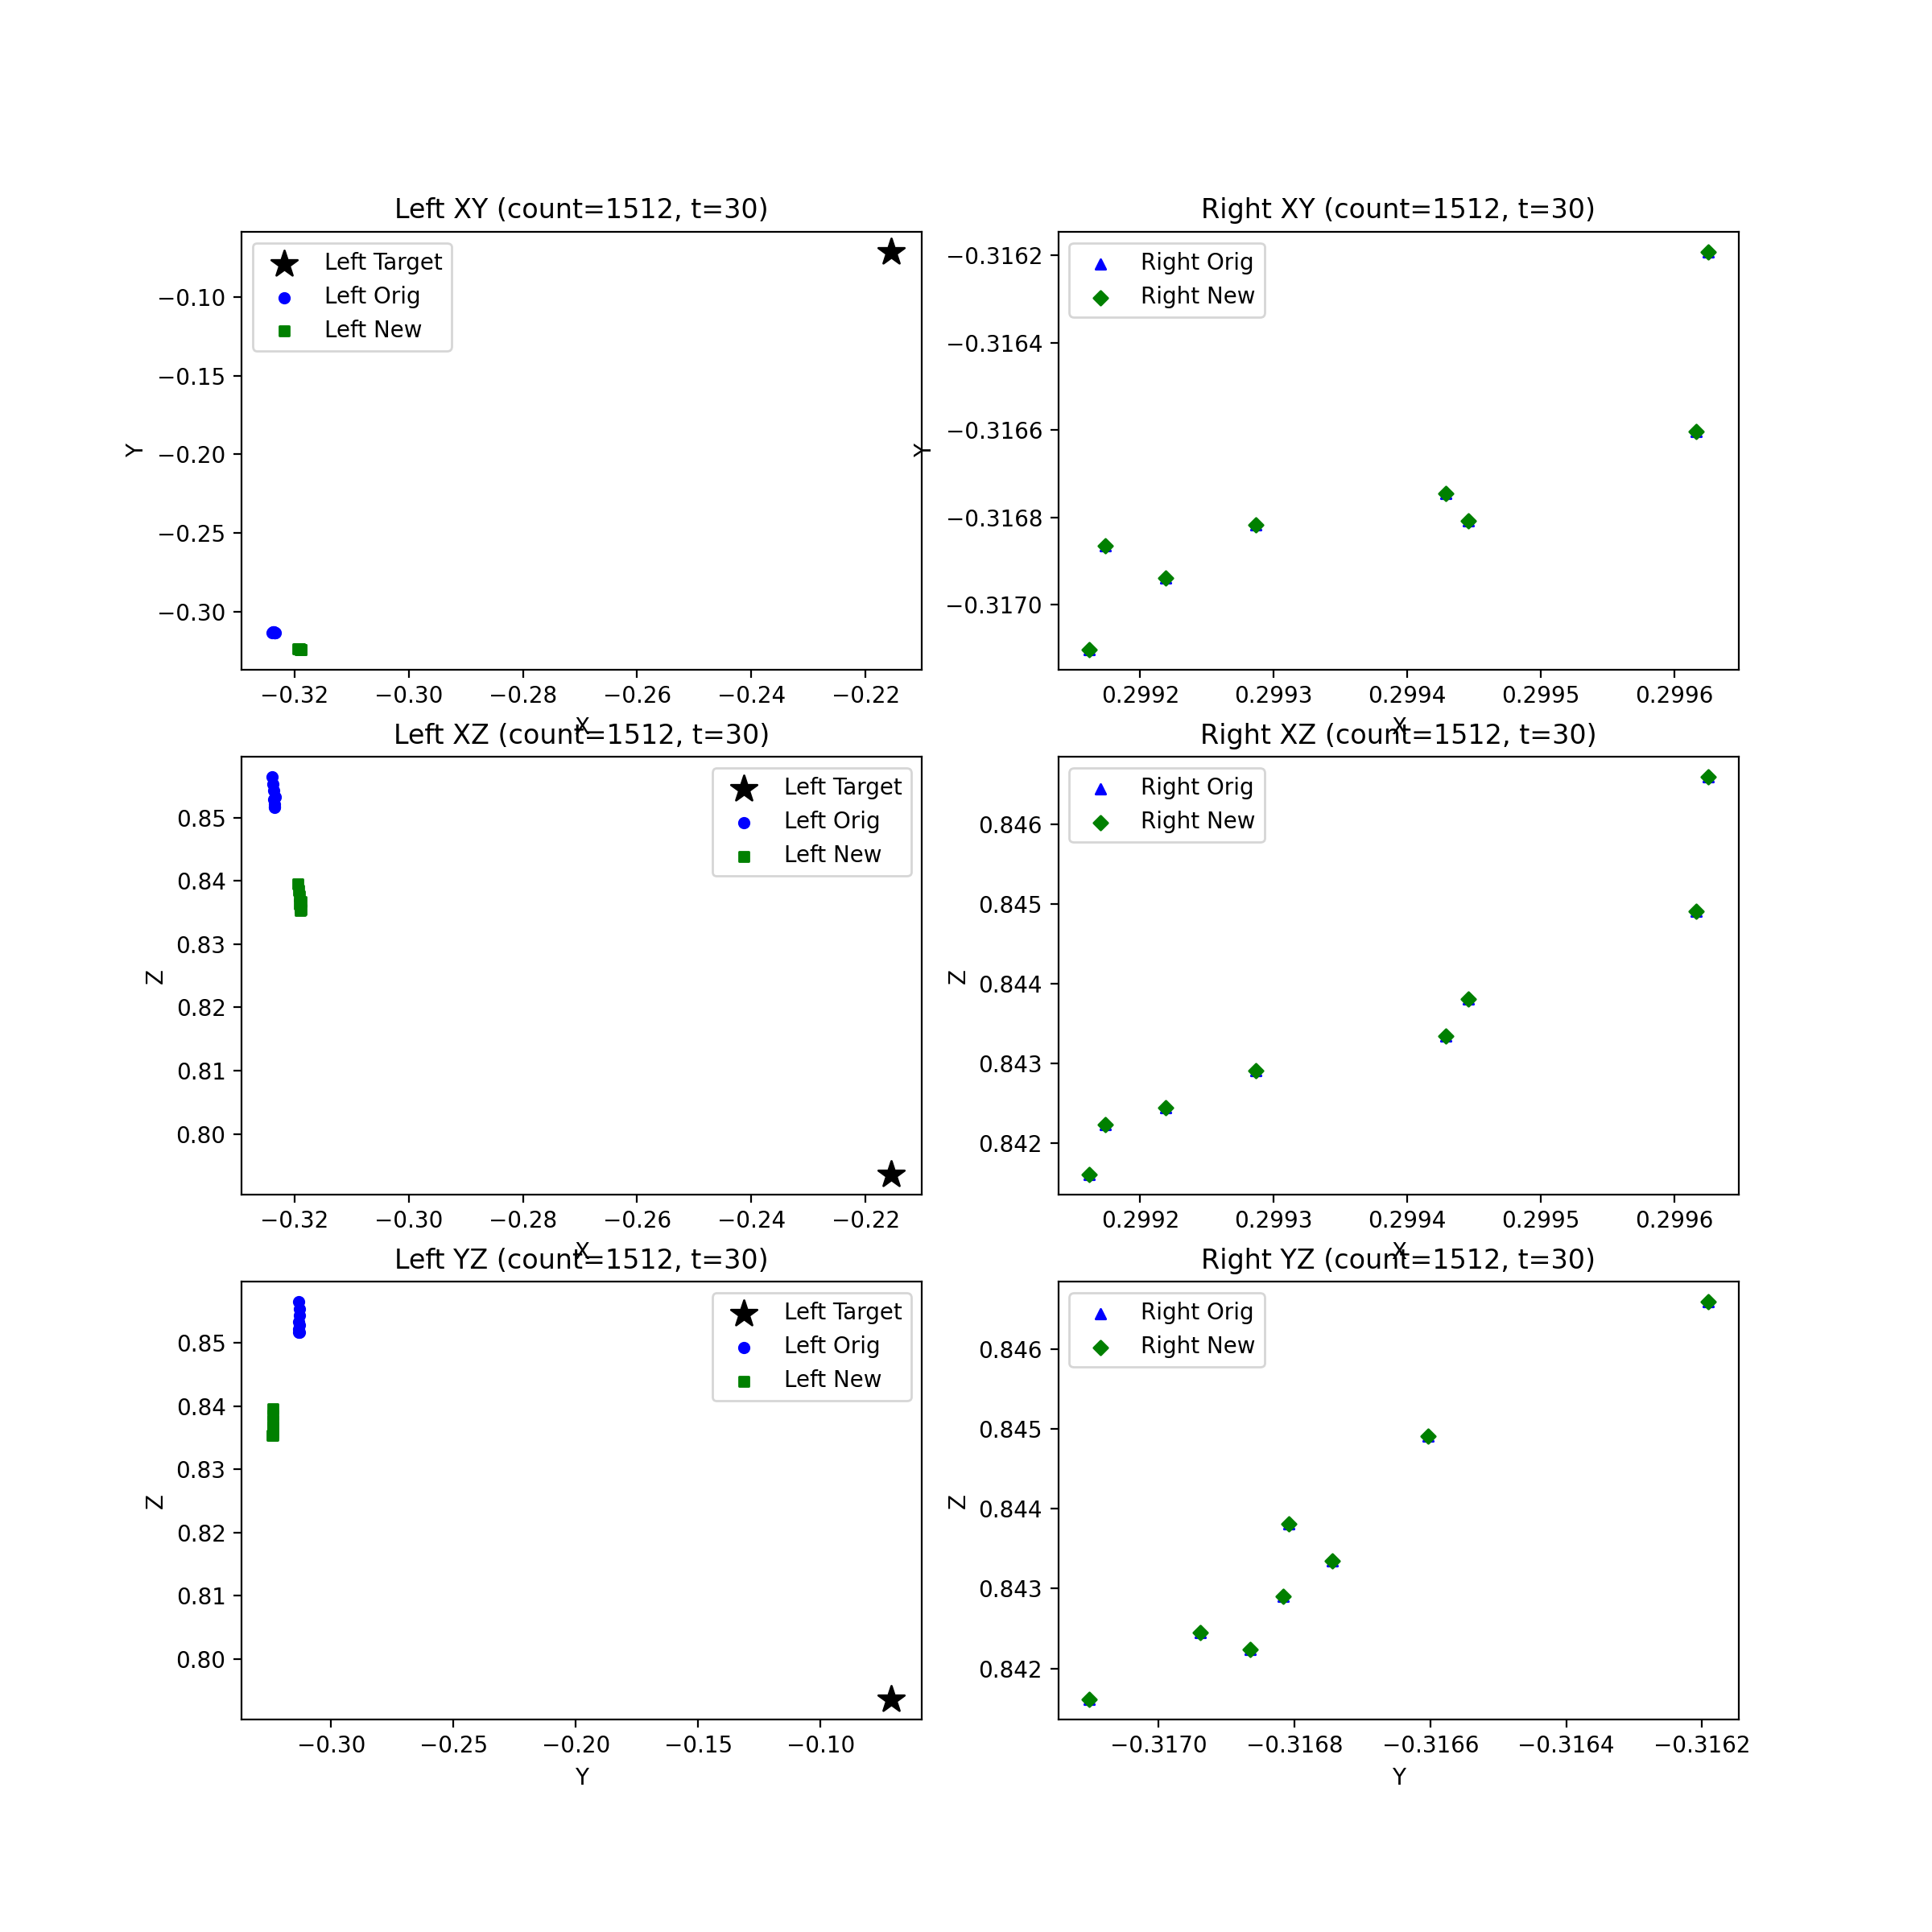 Left XY (count=1512, t=30)
Left Target
Left Orig
Left New
−0.10
−0.15
−0.20
−0.25
−0.30
Y
−0.32 −0.30 −0.28 −0.26 −0.24 −0.22
X
Right XY (count=1512, t=30)
Right Orig
Right New
−0.3162
−0.3164
−0.3166
−0.3168
−0.3170
Y
0.2992 0.2993 0.2994 0.2995 0.2996
X
Left XZ (count=1512, t=30)
Left Target
Left Orig
Left New
0.85
0.84
0.83
0.82
0.81
0.80
Z
−0.32 −0.30 −0.28 −0.26 −0.24 −0.22
X
Right XZ (count=1512, t=30)
Right Orig
Right New
0.846
0.845
0.844
0.843
0.842
Z
0.2992 0.2993 0.2994 0.2995 0.2996
X
Left YZ (count=1512, t=30)
Left Target
Left Orig
Left New
0.85
0.84
0.83
0.82
0.81
0.80
Z
−0.30 −0.25 −0.20 −0.15 −0.10
Y
Right YZ (count=1512, t=30)
Right Orig
Right New
0.846
0.845
0.844
0.843
0.842
Z
−0.3170 −0.3168 −0.3166 −0.3164 −0.3162
Y